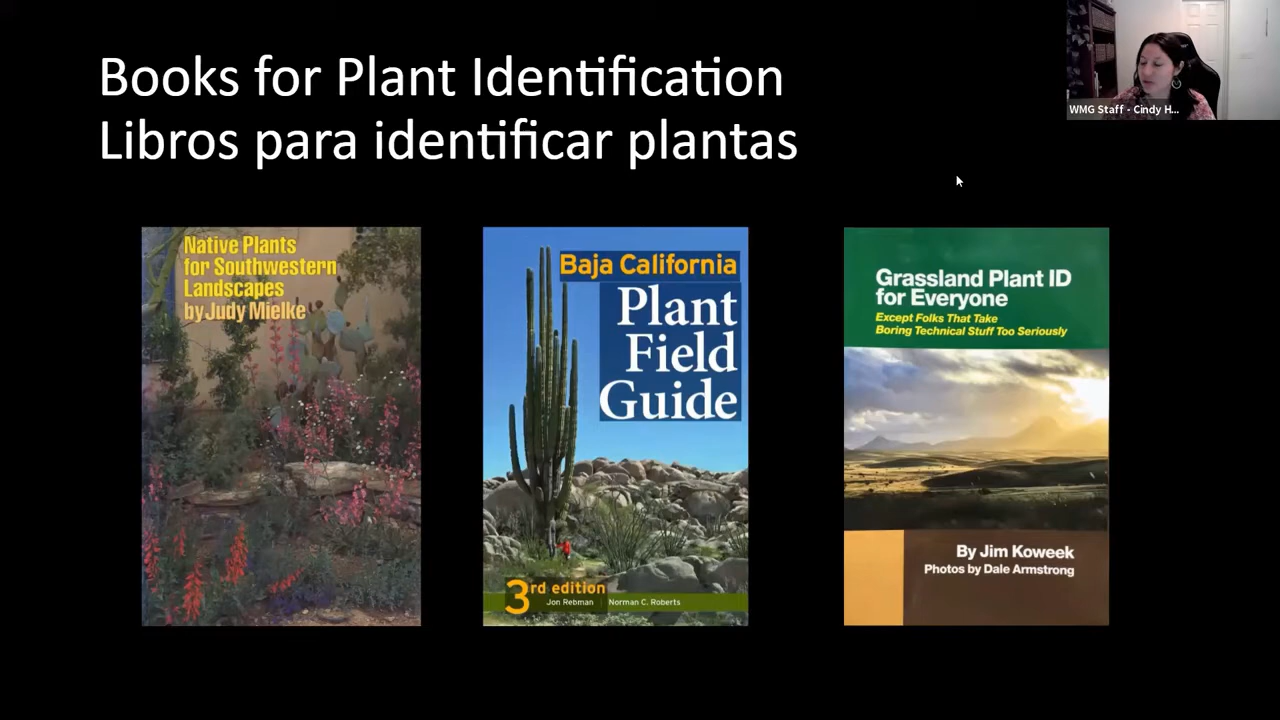 Books for Plant Identification
Libros para identificar plantas
WMG Staff - Cindy H...
Native Plants
for Southwestern
Landscapes
by Judy Mielke
Baja California
Plant
Field
Guide
3rd edition
Jon Rebman | Norman C. Roberts
Grassland Plant ID
for Everyone
Except Folks That Take
Boring Technical Stuff Too Seriously
By Jim Koweek
Photos by Dale Armstrong